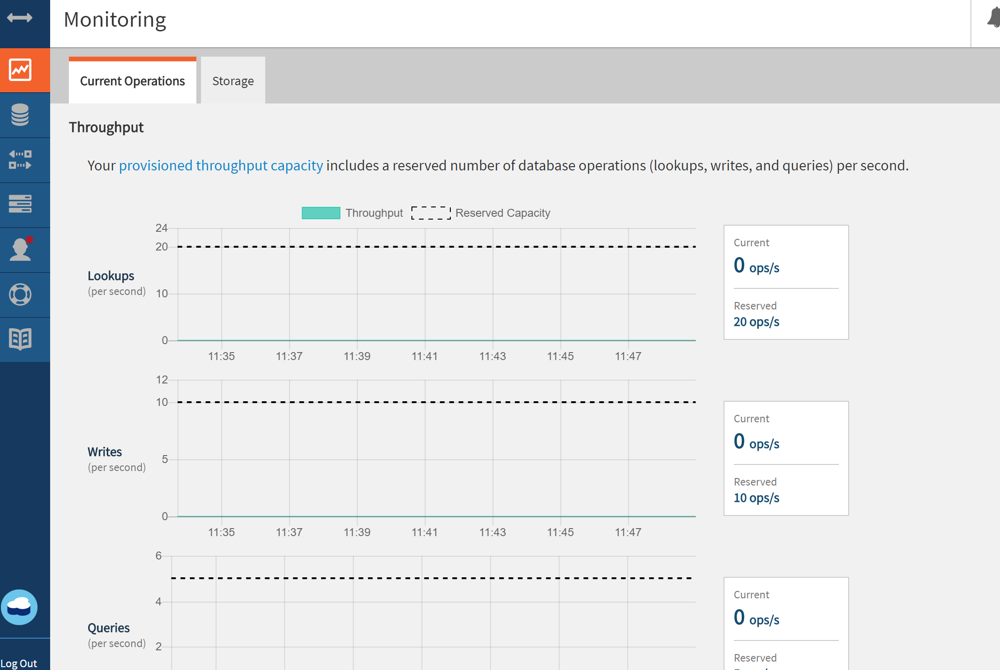 Monitoring
Current Operations
Storage
Throughput
Your provisioned throughput capacity includes a reserved number of database operations (lookups, writes, and queries) per second.
Throughput
Reserved Capacity
Lookups
(per second)
24
20
10
0
11:35 11:37 11:39 11:41 11:43 11:45 11:47
Current
0 ops/s
Reserved
20 ops/s
Writes
(per second)
12
10
5
0
11:35 11:37 11:39 11:41 11:43 11:45 11:47
Current
0 ops/s
Reserved
10 ops/s
Queries
(per second)
6
4
2
Current
0 ops/s
Reserved
Log Out